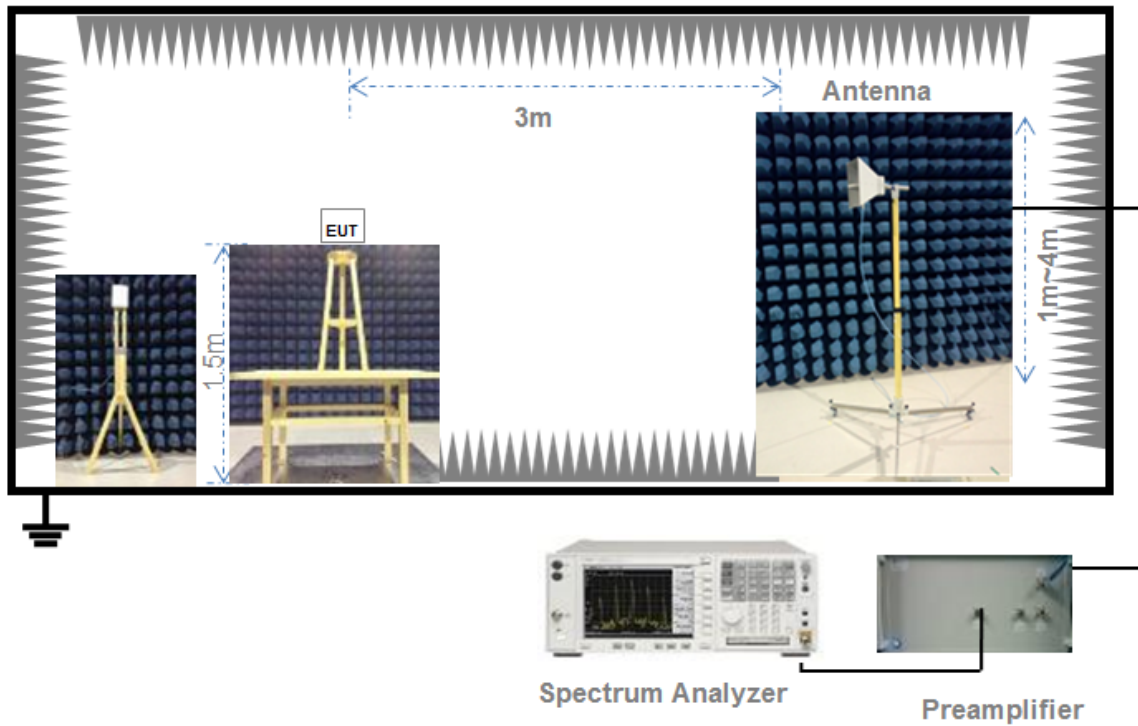 Antenna
3m
EUT
1.5m
1m~4m
Spectrum Analyzer
Preamplifier